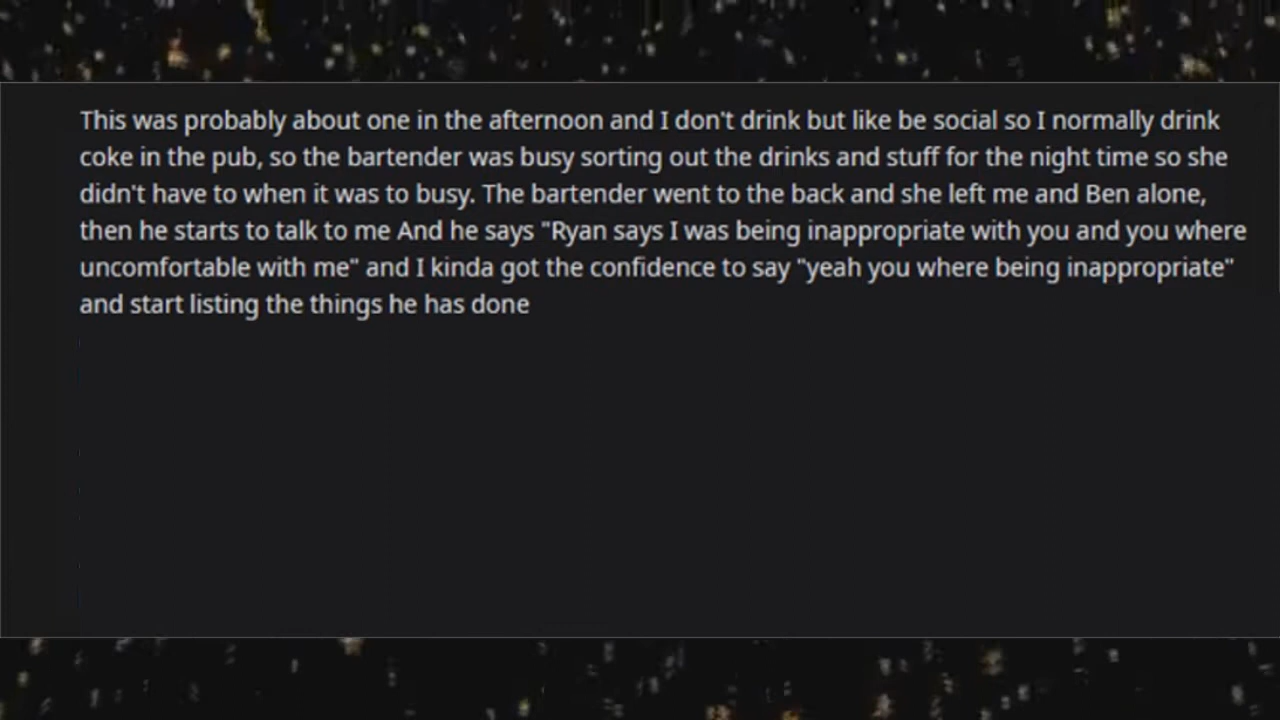 This was probably about one in the afternoon and I don't drink but like be social so I normally drink
coke in the pub, so the bartender was busy sorting out the drinks and stuff for the night time so she
didn't have to when it was to busy. The bartender went to the back and she left me and Ben alone,
then he starts to talk to me And he says "Ryan says I was being inappropriate with you and you where
uncomfortable with me" and I kinda got the confidence to say "yeah you where being inappropriate"
and start listing the things he has done